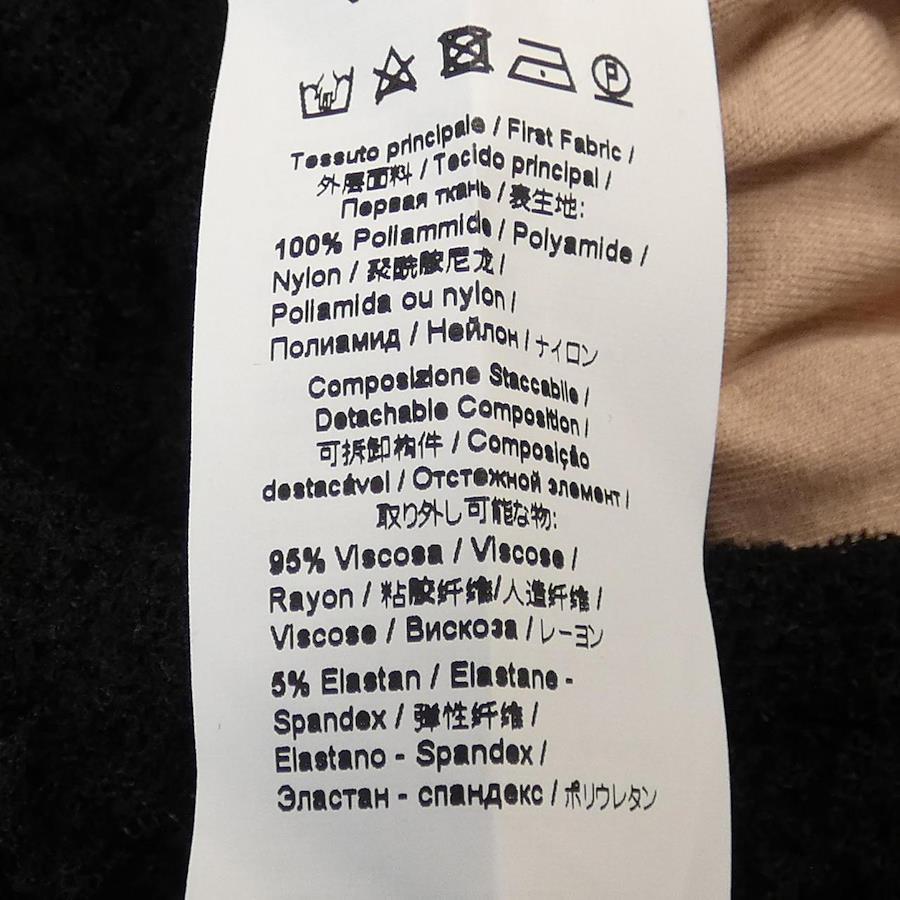 P
Tessuto principale / First Fabric /
外层面料 / Tecido principal /
Первая ткань / 表生地:
100% Poliammide / Polyamide /
Nylon / 聚酰胺尼龙 /
Poliamida ou nylon /
Полиамид / Нейлон / ナイロン
Composizione Staccabile /
Detachable Composition /
可拆卸构件 / Composição
destacável / Отстежной элемент /
取り外し可能な物:
95% Viscosa / Viscose /
Rayon / 粘胶纤维/人造纤维 /
Viscose / Вискоза / レーヨン
5% Elastan / Elastane -
Spandex / 弹性纤维 /
Elastano - Spandex /
Эластан - спандекс / ポリウレタン